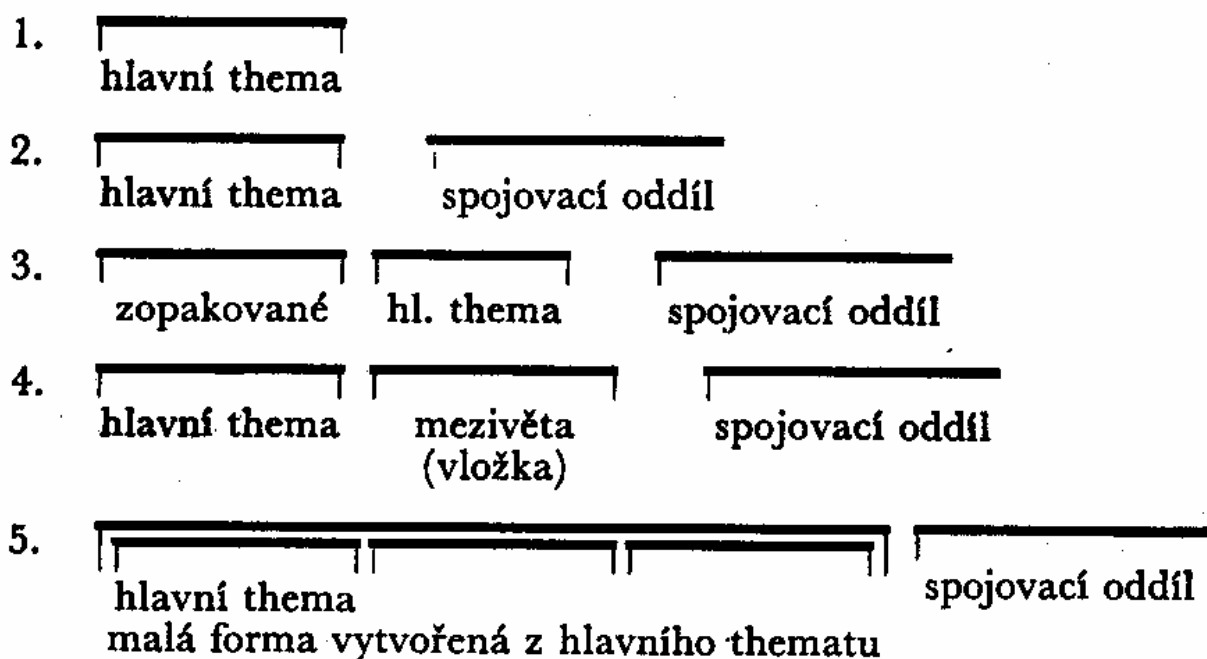 1.
hlavní thema
2.
hlavní thema spojovací oddíl
3.
zopakované hl. thema spojovací oddíl
4.
hlavní thema mezivěta spojovací oddíl
(vložka)
5.
hlavní thema spojovací oddíl
malá forma vytvořená z hlavního thematu